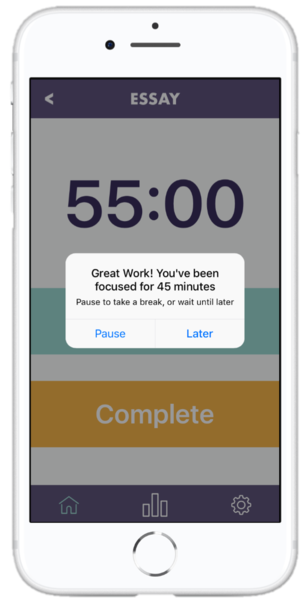 <
ESSAY
55:00
Great Work! You've been
focused for 45 minutes
Pause to take a break, or wait until later
Pause Later
Complete